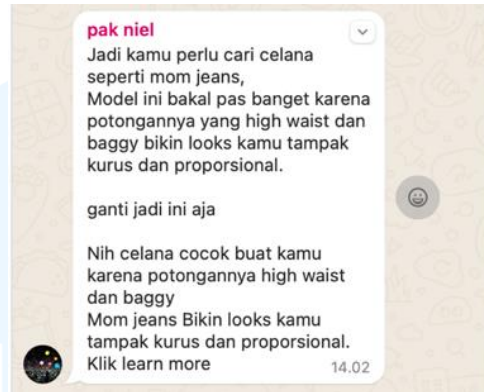 pak niel
Jadi kamu perlu cari celana
seperti mom jeans,
Model ini bakal pas banget karena
potongannya yang high waist dan
baggy bikin looks kamu tampak
kurus dan proporsional.
ganti jadi ini aja
Nih celana cocok buat kamu
karena potongannya high waist
dan baggy
Mom jeans Bikin looks kamu
tampak kurus dan proporsional.
Klik learn more
14.02